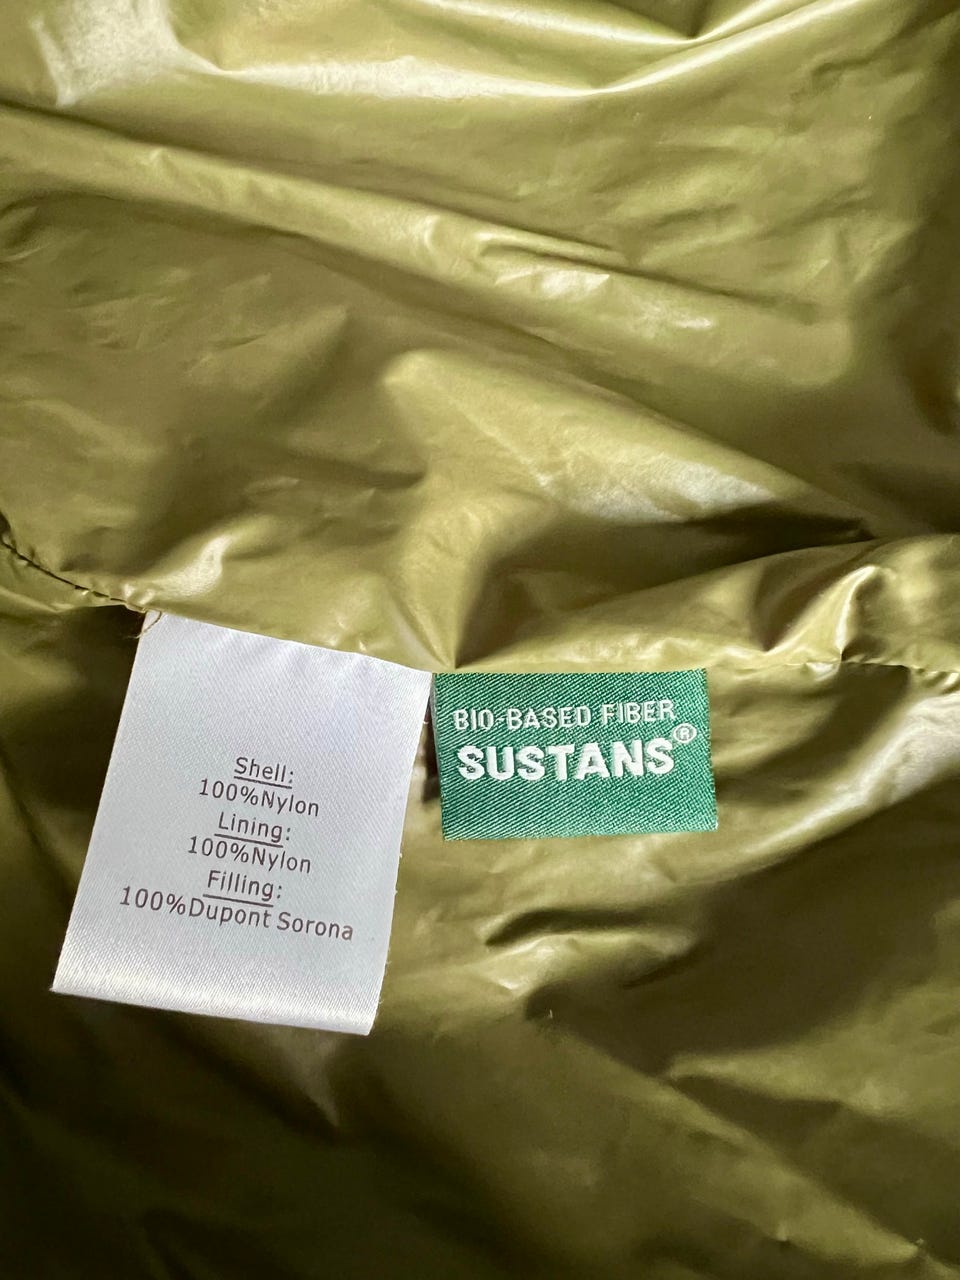 Shell:
100%Nylon
Lining:
100%Nylon
Filling:
100%Dupont Sorona
BIO-BASED FIBER
SUSTANS®